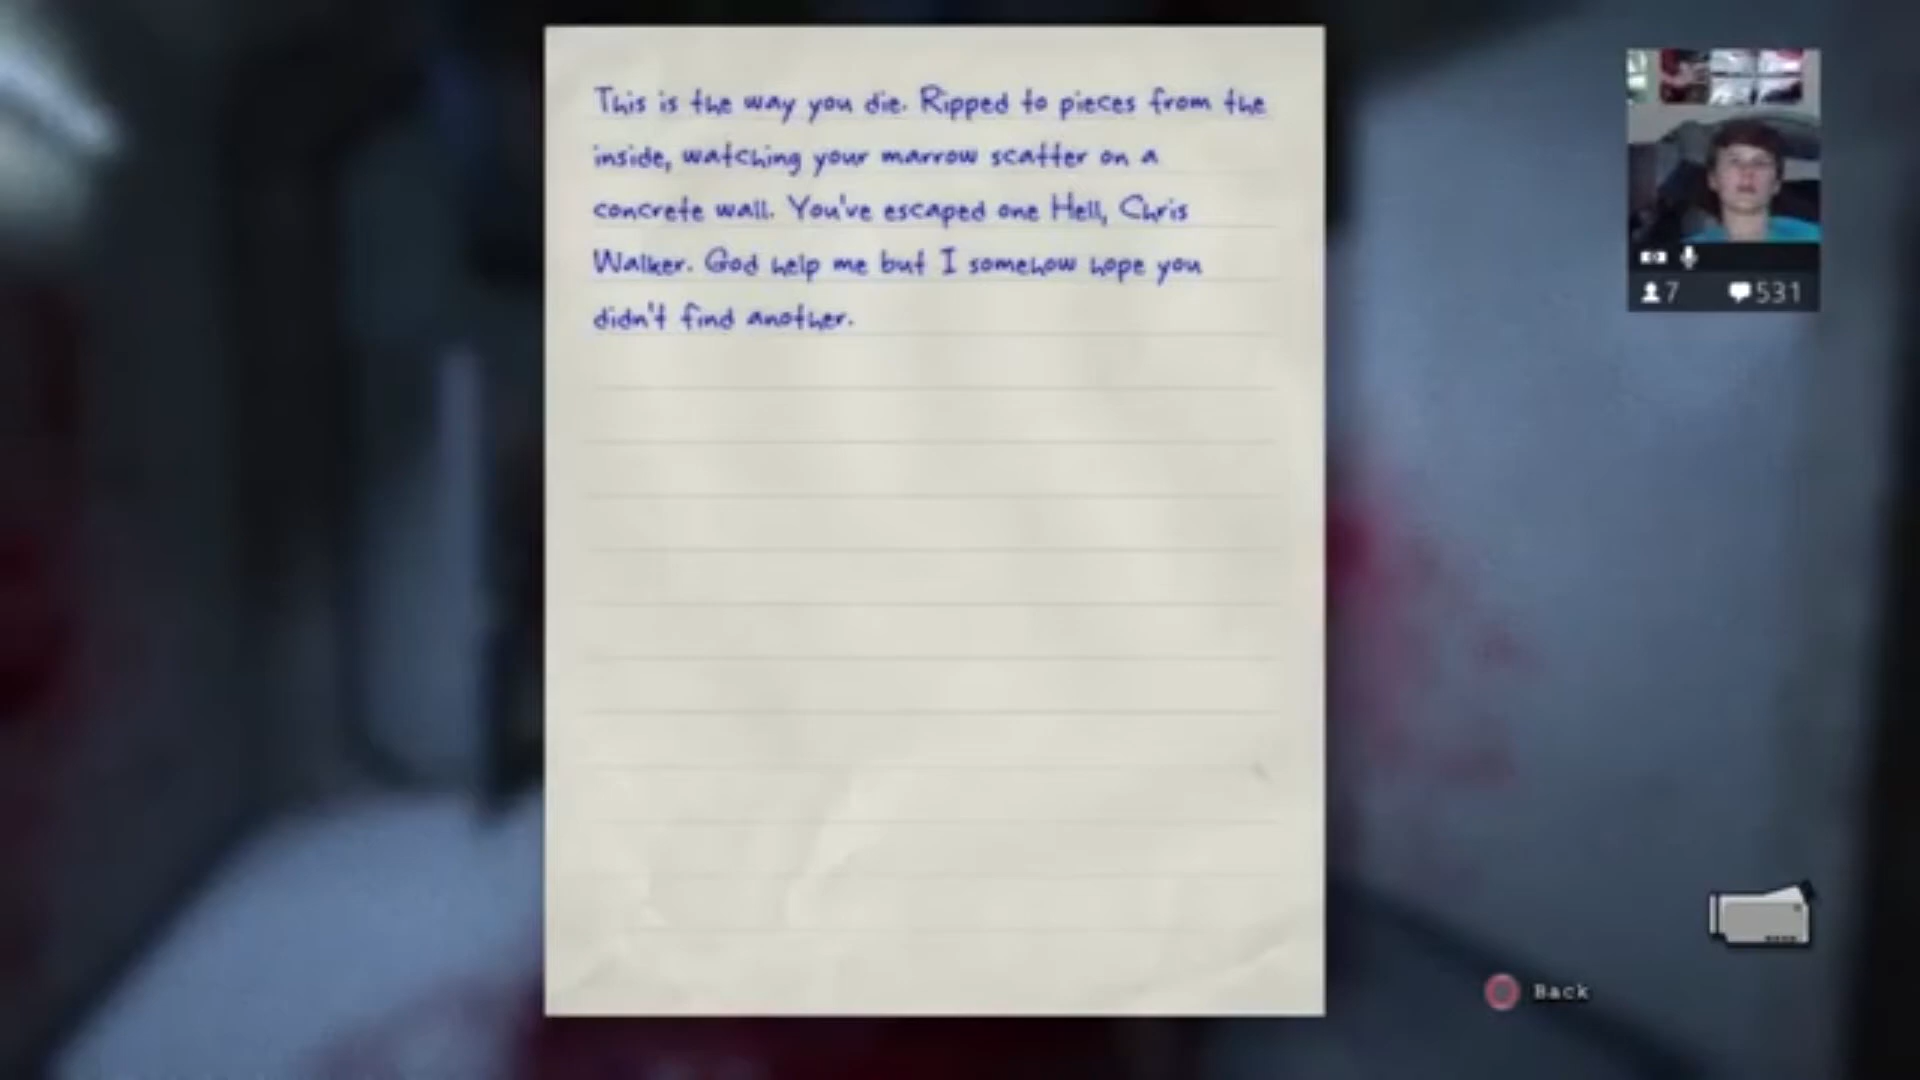 This is the way you die. Ripped to pieces from the
inside, watching your marrow scatter on a
concrete wall. You've escaped one Hell, Chris
Walker. God help me but I somehow hope you
didn't find another.
7 531
Back